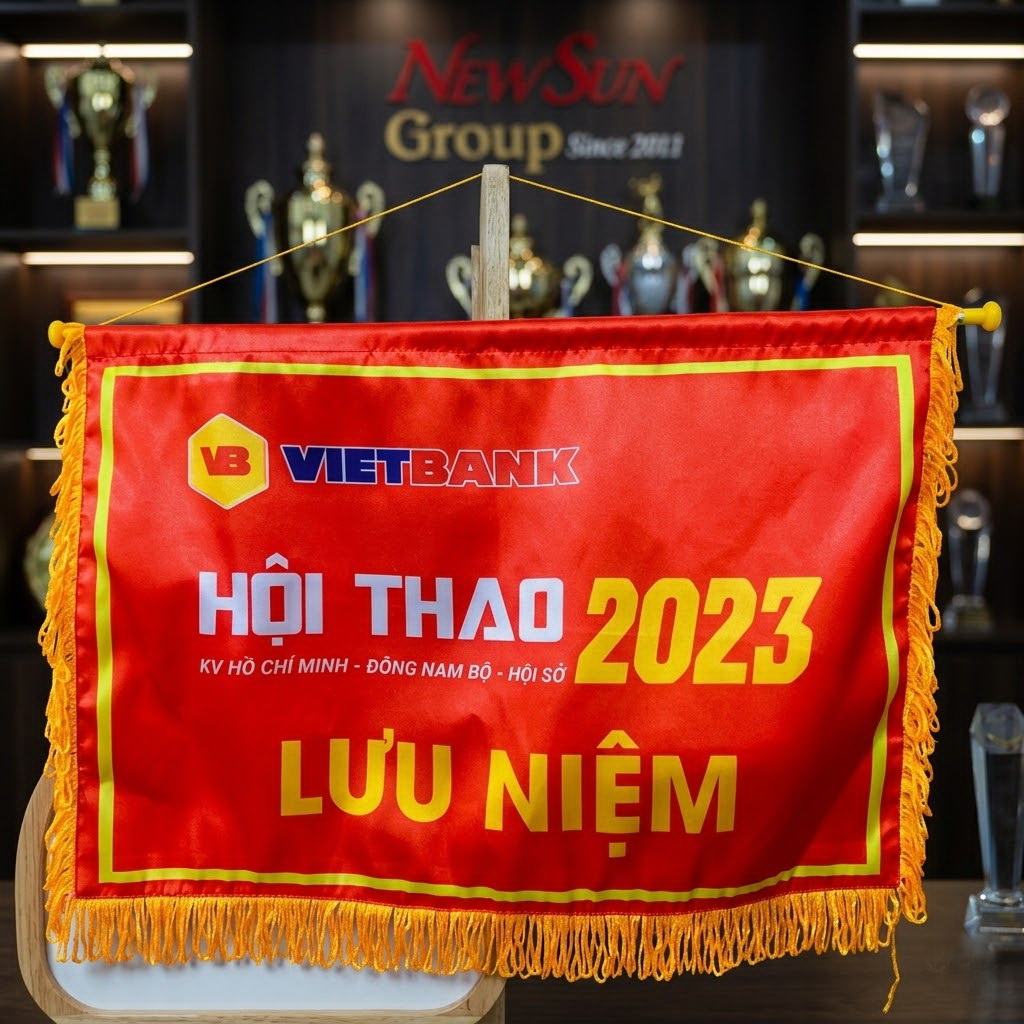 NEWSUN
Group Since 2011
VB VIETBANK
HỘI THAO 2023
KV HỒ CHÍ MINH - ĐÔNG NAM BỘ - HỘI SỞ
LƯU NIỆM